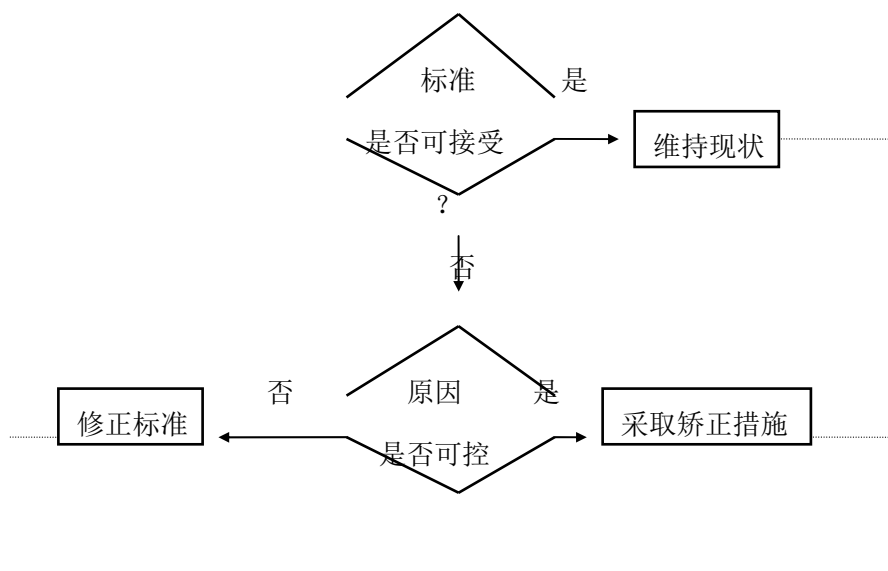 标准
是
是否可接受
维持现状
？
否
否
原因
是
修正标准
采取矫正措施
是否可控